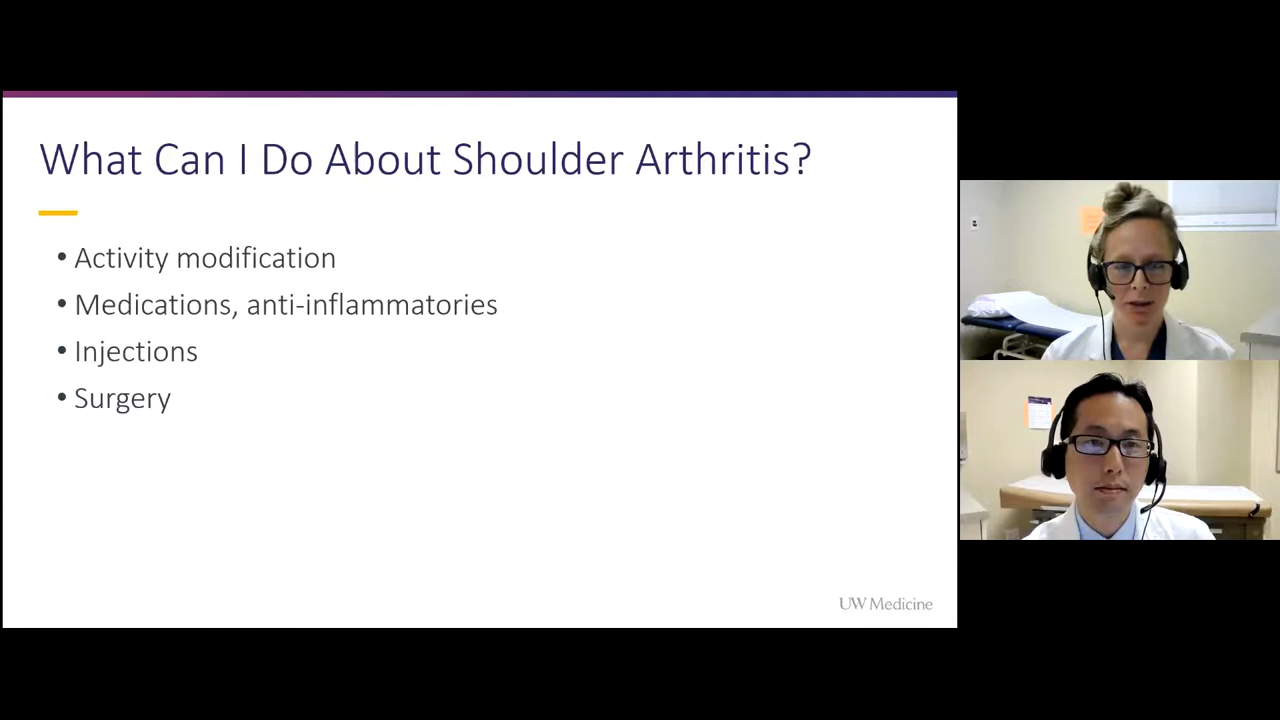 What Can I Do About Shoulder Arthritis?
• Activity modification
• Medications, anti-inflammatories
• Injections
• Surgery
UW Medicine